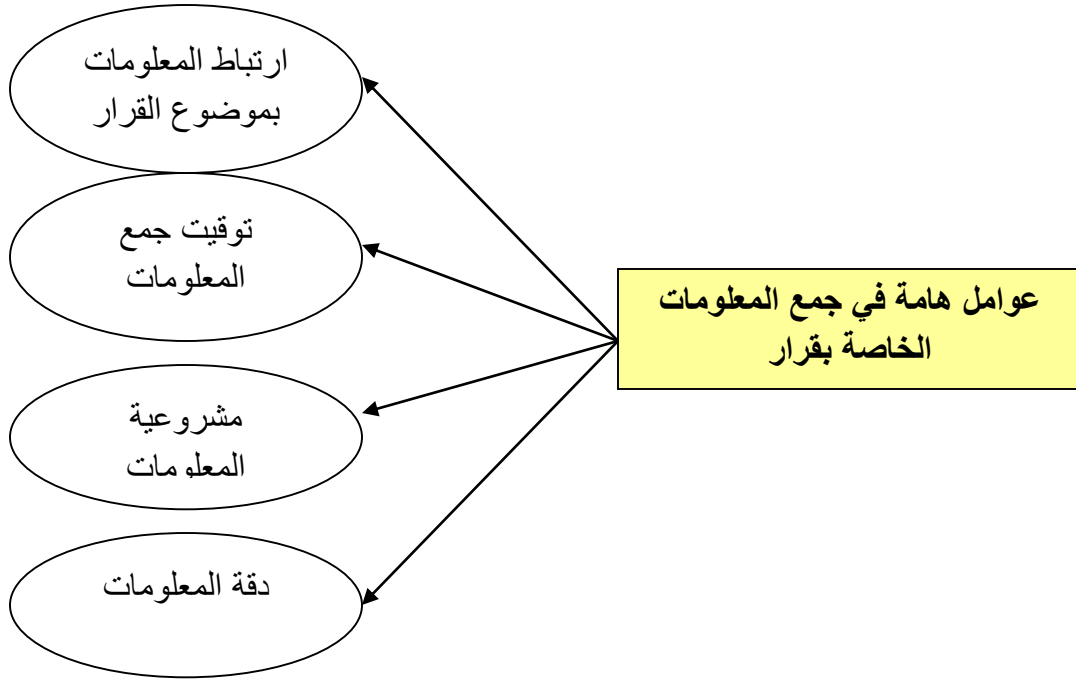 عوامل هامة في جمع المعلومات
الخاصة بقرار
ارتباط المعلومات
بموضوع القرار
توقيت جمع
المعلومات
مشروعية
المعلومات
دقة المعلومات